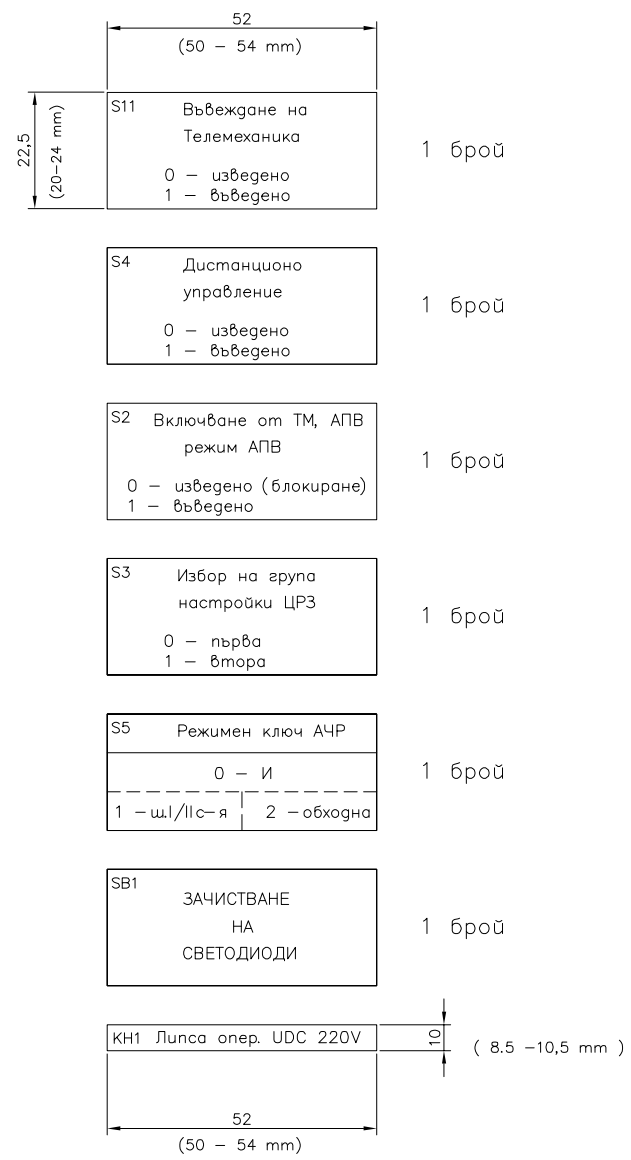 52
(50 – 54 mm)
22,5
(20–24 mm)
S11 Въвеждане на
Телемеханика
0 – изведено
1 – въведено
1 брой
S4 Дистанционо
управление
0 – изведено
1 – въведено
1 брой
S2 Включване от ТМ, АПВ
режим АПВ
0 – изведено (блокиране)
1 – въведено
1 брой
S3 Избор на група
настройки ЦРЗ
0 – първа
1 – втора
1 брой
S5 Режимен ключ АЧР
0 – И
1 – ш.I/IIс–я 2 – обходна
1 брой
SB1
ЗАЧИСТВАНЕ
НА
СВЕТОДИОДИ
1 брой
KH1 Липса опер. UDC 220V
10
( 8.5 –10,5 mm )
52
(50 – 54 mm)